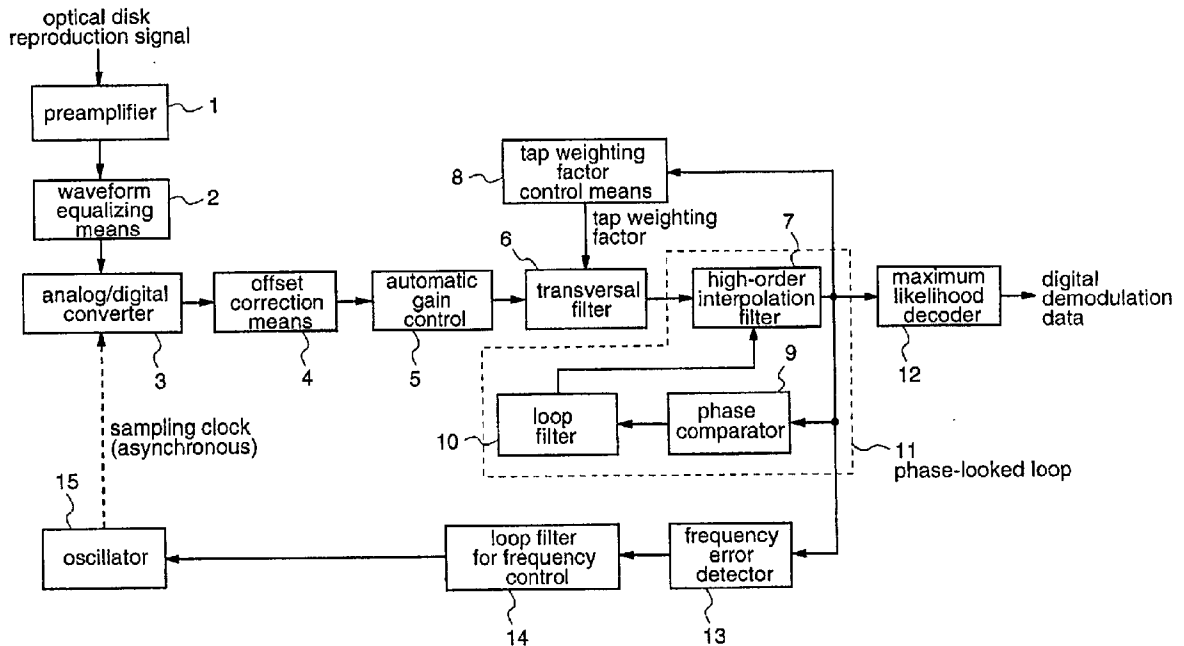 optical disk
reproduction signal
preamplifier
1
waveform
equalizing
means
2
analog/digital
converter
3
offset
correction
means
4
automatic
gain
control
5
6
transversal
filter
tap weighting
factor
control means
8
tap weighting
factor
7
high-order
interpolation
filter
maximum
likelihood
decoder
12
digital
demodulation
data
9
phase
comparator
loop
filter
10
11
phase-looked loop
sampling clock
(asynchronous)
15
oscillator
loop filter
for frequency
control
14
frequency
error
detector
13